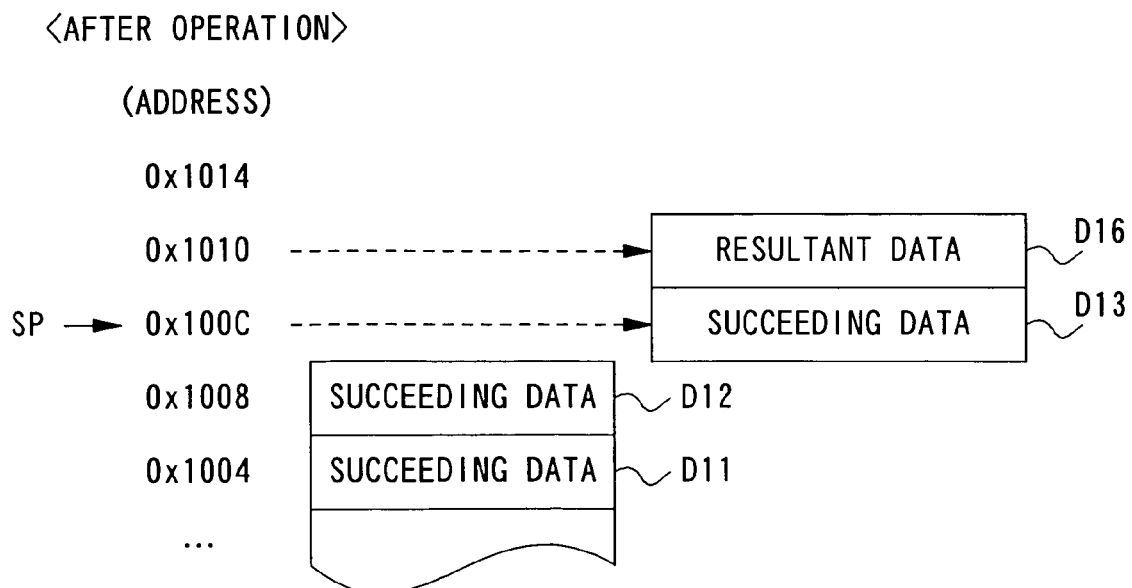 <AFTER OPERATION>
(ADDRESS)
0x1014
0x1010 RESULTANT DATA D16
SP 0x100C SUCCEEDING DATA D13
0x1008 SUCCEEDING DATA D12
0x1004 SUCCEEDING DATA D11
...